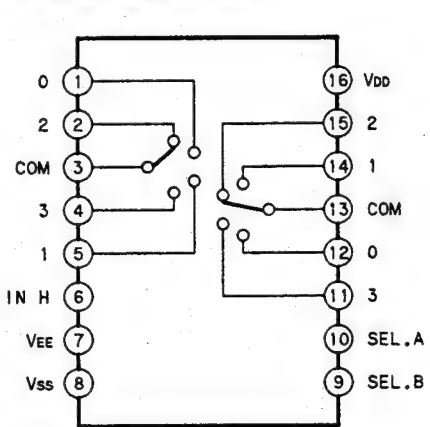 0 1 16 VDD
2 2 15 2
COM 3 14 1
3 4 13 COM
1 5 12 0
IN H 6 11 3
VEE 7 10 SEL.A
VSS 8 9 SEL.B